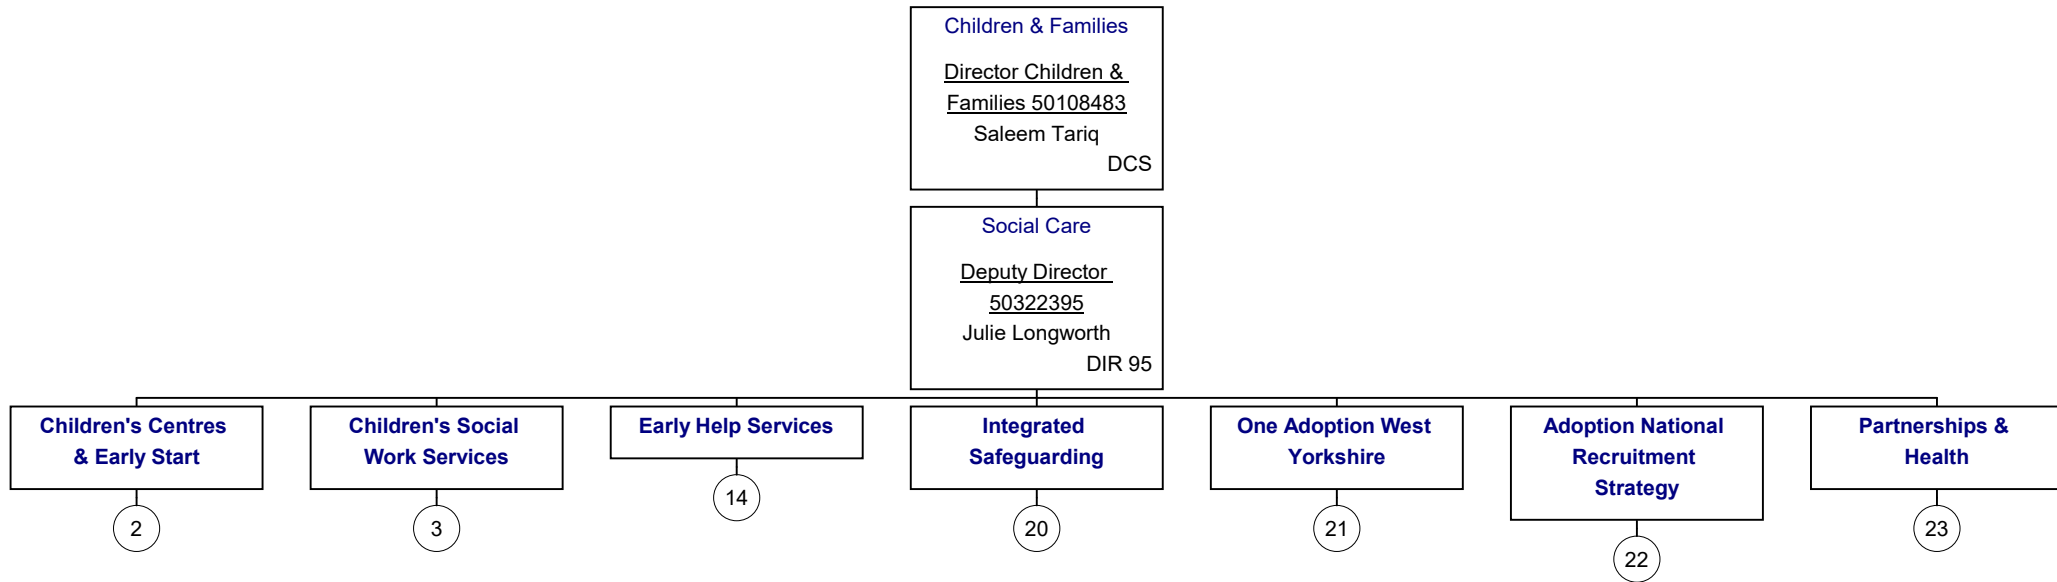 Children & Families
Director Children &
Families 50108483
Saleem Tariq
DCS
Social Care
Deputy Director
50322395
Julie Longworth
DIR 95
Children's Centres
& Early Start
2
Children's Social
Work Services
3
Early Help Services
14
Integrated
Safeguarding
20
One Adoption West
Yorkshire
21
Adoption National
Recruitment
Strategy
22
Partnerships &
Health
23